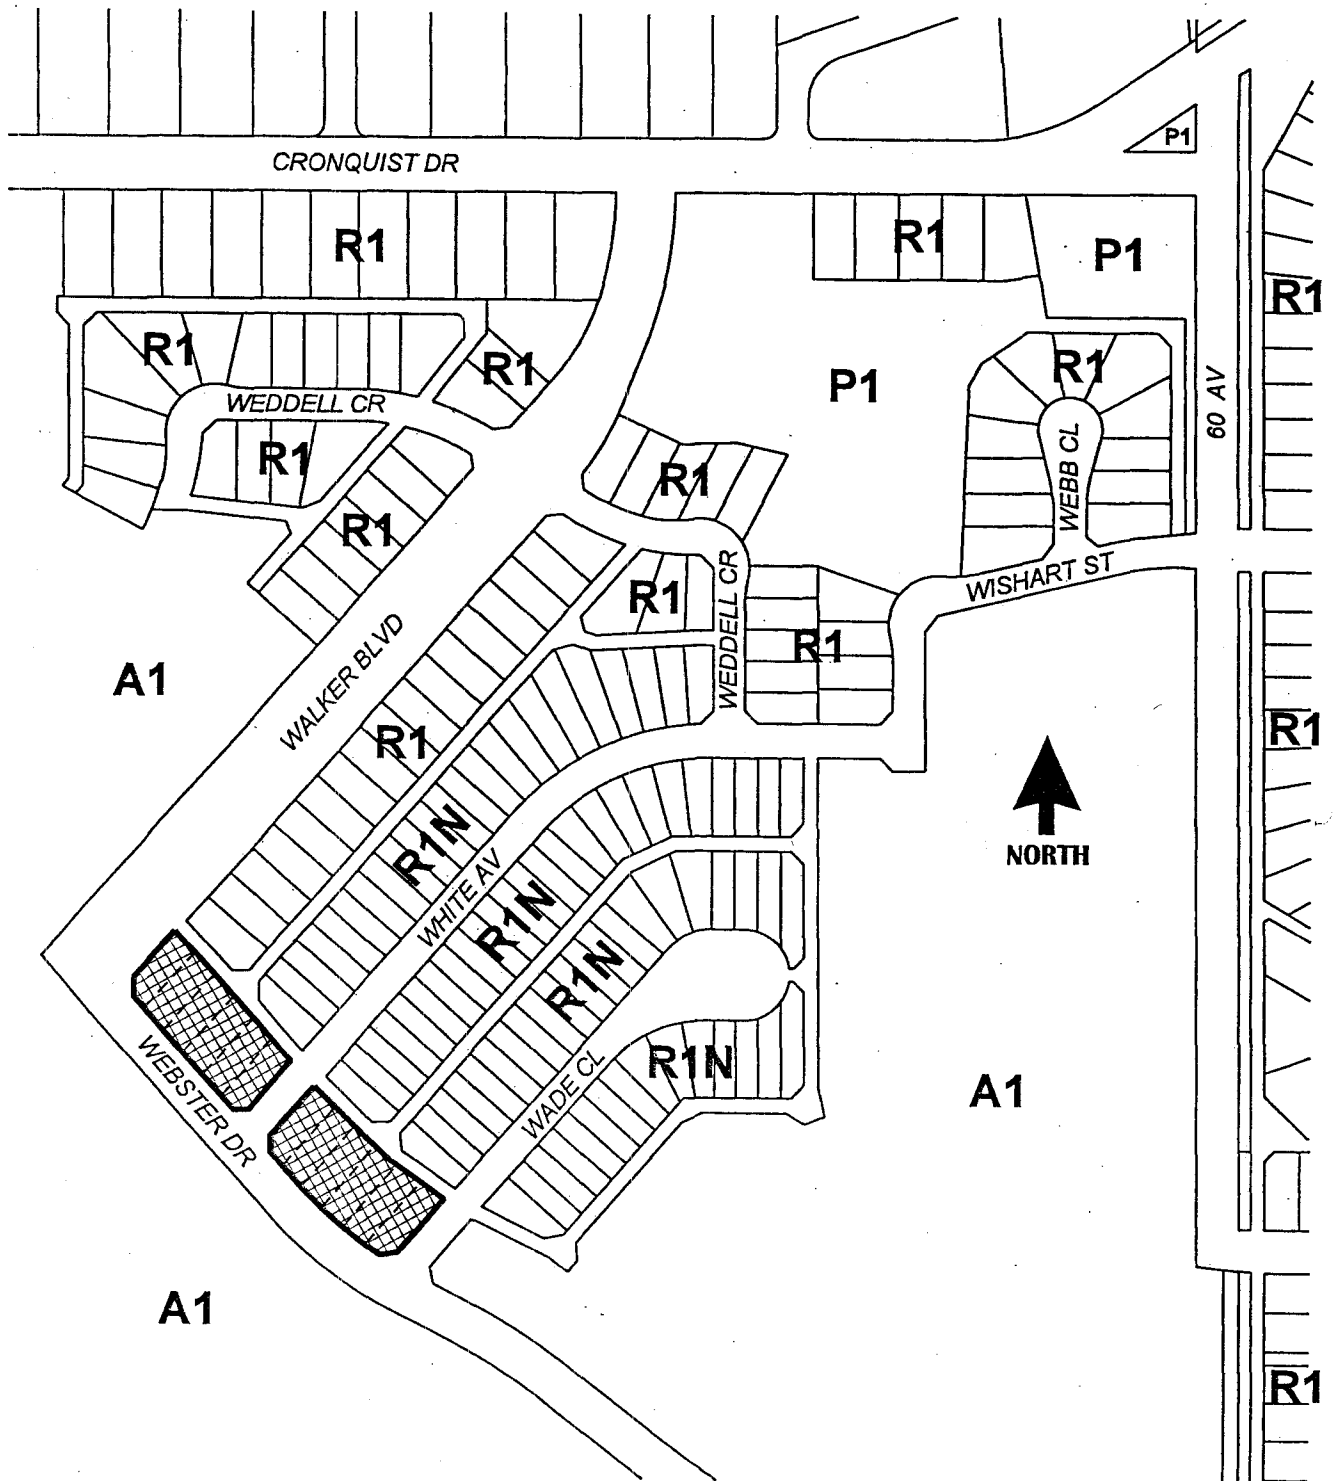 P1
CRONQUIST DR
R1
R1
P1
R1
R1
R1
R1
P1
60 AV
WEDDELL CR
R1
R1
WEBB CL
R1
WEDDELL CR
WISHART ST
R1
R1
A1
WALKER BLVD
R1
R1
NORTH
R1N
WHITE AV
R1N
R1N
WEBSTER DR
WADE CL
R1N
A1
A1
R1